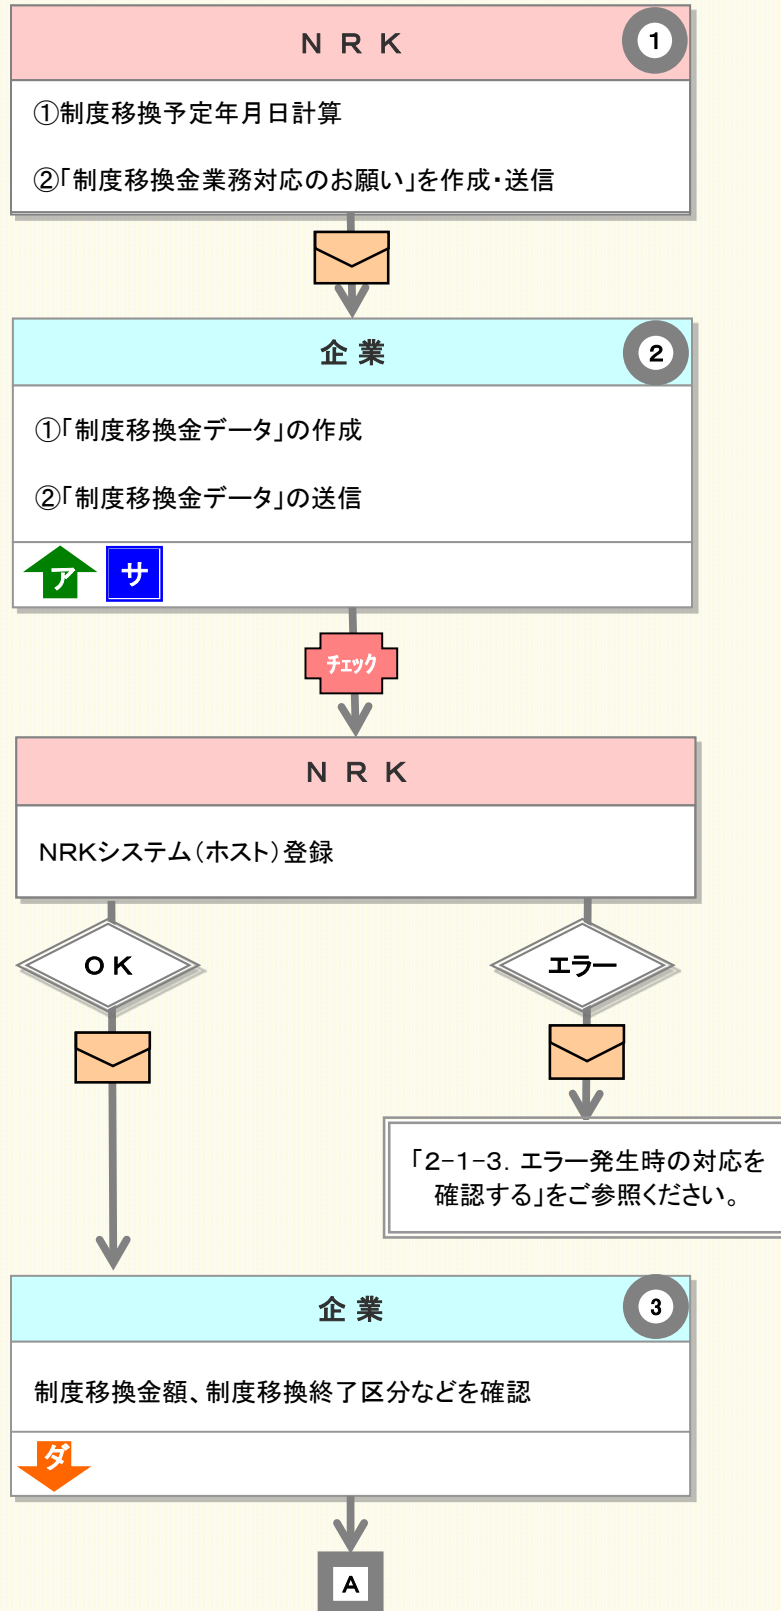 ＮＲＫ
1
①制度移換予定年月日計算
②「制度移換金業務対応のお願い」を作成・送信
企業
2
①「制度移換金データ」の作成
②「制度移換金データ」の送信
ア サ
チェック
ＮＲＫ
NRKシステム（ホスト）登録
ＯＫ
エラー
「２－１－３．エラー発生時の対応を
確認する」をご参照ください。
企業
3
制度移換金額、制度移換終了区分などを確認
ダ
A